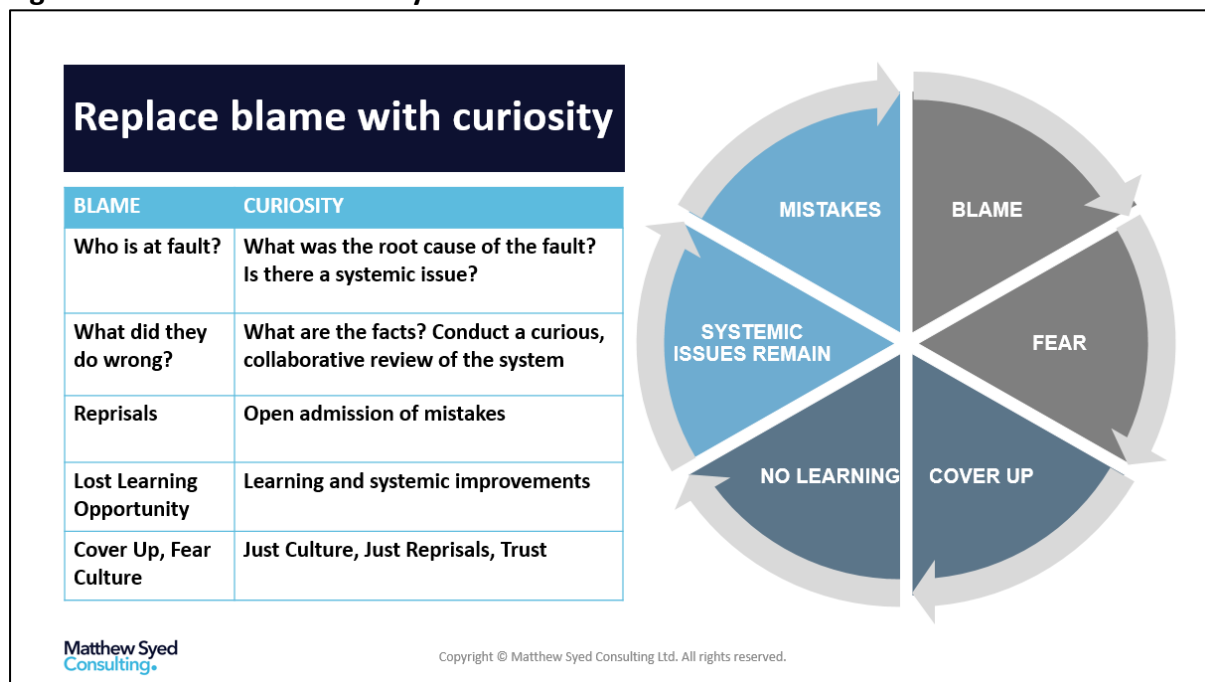 Replace blame with curiosity
BLAME
CURIOSITY
Who is at fault?
What was the root cause of the fault?
Is there a systemic issue?
What did they
do wrong?
What are the facts? Conduct a curious,
collaborative review of the system
Reprisals
Open admission of mistakes
Lost Learning
Opportunity
Learning and systemic improvements
Cover Up, Fear
Culture
Just Culture, Just Reprisals, Trust
MISTAKES
BLAME
FEAR
COVER UP
NO LEARNING
SYSTEMIC
ISSUES REMAIN
Matthew Syed
Consulting.
Copyright © Matthew Syed Consulting Ltd. All rights reserved.